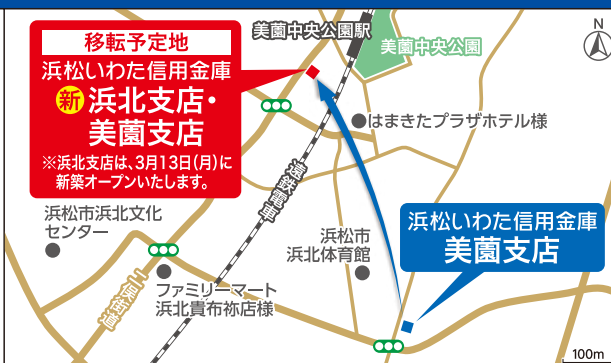 移転予定地
浜松いわた信用金庫
新 浜北支店・
美薗支店
※浜北支店は、3月13日(月)に
新築オープンいたします。
美薗中央公園駅
美薗中央公園
N
はまきたプラザホテル様
遠鉄電車
浜松市浜北文化
センター
浜松市
浜北体育館
浜松いわた信用金庫
美薗支店
二俣街道
ファミリーマート
浜北貴布祢店様
100m